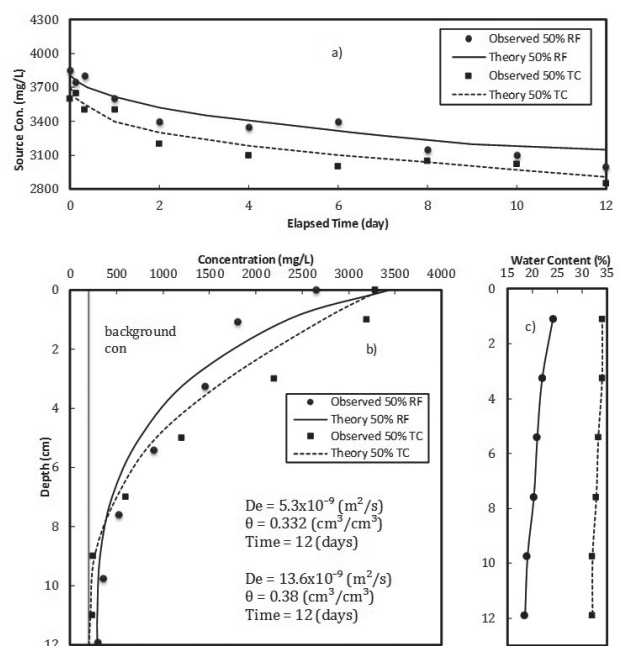 4300
3700
3400
3100
2800
Source Con. (mg/L)
a)
Observed 50% RF
Theory 50% RF
Observed 50% TC
Theory 50% TC
0 2 4 6 8 10 12
Elapsed Time (day)
Concentration (mg/L)
0 500 1000 1500 2000 2500 3000 3500 4000
0
2
4
6
8
10
12
Depth (cm)
background
con
b)
Observed 50% RF
Theory 50% RF
Observed 50% TC
Theory 50% TC
De = 5.3x10⁻⁹ (m²/s)
θ = 0.332 (cm³/cm³)
Time = 12 (days)
De = 13.6x10⁻⁹ (m²/s)
θ = 0.38 (cm³/cm³)
Time = 12 (days)
Water Content (%)
15 20 25 30 35
0
2
4
6
8
10
12
c)